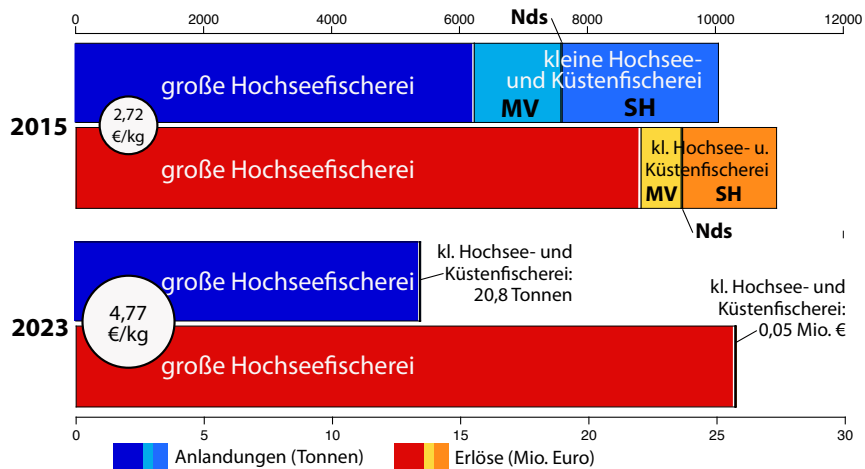 0 2000 4000 6000 8000 10000 12000
Nds
große Hochseefischerei
kleine Hochsee-
und Küstenfischerei
MV SH
2015
2,72
€/kg
große Hochseefischerei
kl. Hochsee- u.
Küstenfischerei
MV SH
Nds
große Hochseefischerei
kl. Hochsee- und
Küstenfischerei:
20,8 Tonnen
2023
4,77
€/kg
große Hochseefischerei
kl. Hochsee- und
Küstenfischerei:
0,05 Mio. €
0 5 10 15 20 25 30
Anlandungen (Tonnen) Erlöse (Mio. Euro)